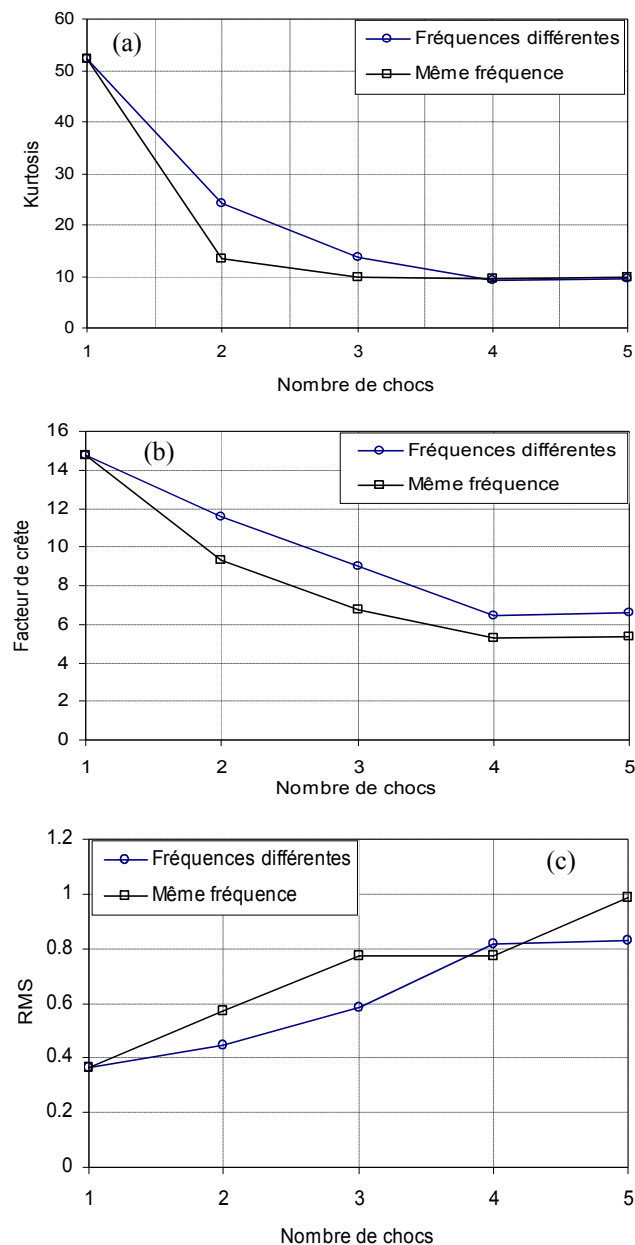 60
(a)
Fréquences différentes
Même fréquence
50
40
30
20
10
0
Kurtosis
1 2 3 4 5
Nombre de chocs
16
(b)
Fréquences différentes
Même fréquence
14
12
10
8
6
4
2
0
Facteur de crête
1 2 3 4 5
Nombre de chocs
1.2
Fréquences différentes
Même fréquence
(c)
1
0.8
0.6
0.4
0.2
0
RMS
1 2 3 4 5
Nombre de chocs